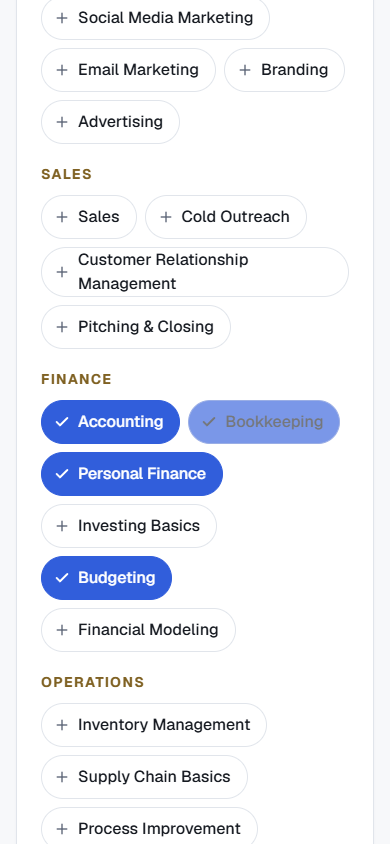 Social Media Marketing
Email Marketing
Branding
Advertising
SALES
Sales
Cold Outreach
Customer Relationship
Management
Pitching & Closing
FINANCE
Accounting
Bookkeeping
Personal Finance
Investing Basics
Budgeting
Financial Modeling
OPERATIONS
Inventory Management
Supply Chain Basics
Process Improvement